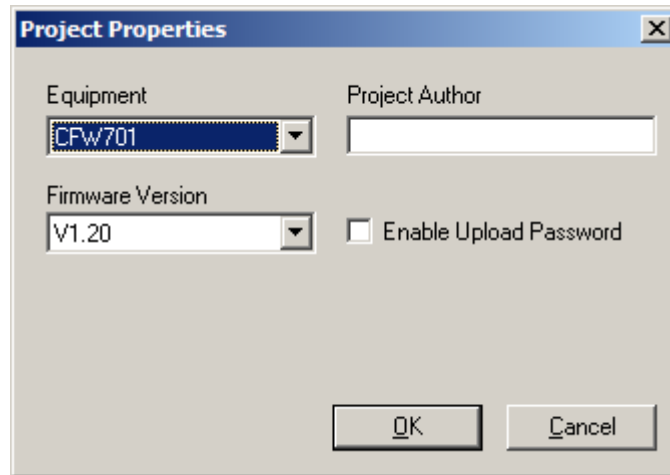 Project Properties
Equipment
Project Author
CFW701
Firmware Version
V1.20
Enable Upload Password
OK
Cancel